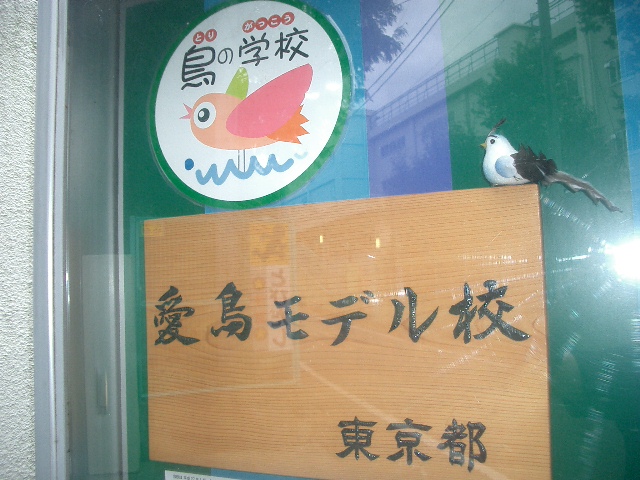 とり がっこう
鳥の学校
愛鳥モデル校
東京都